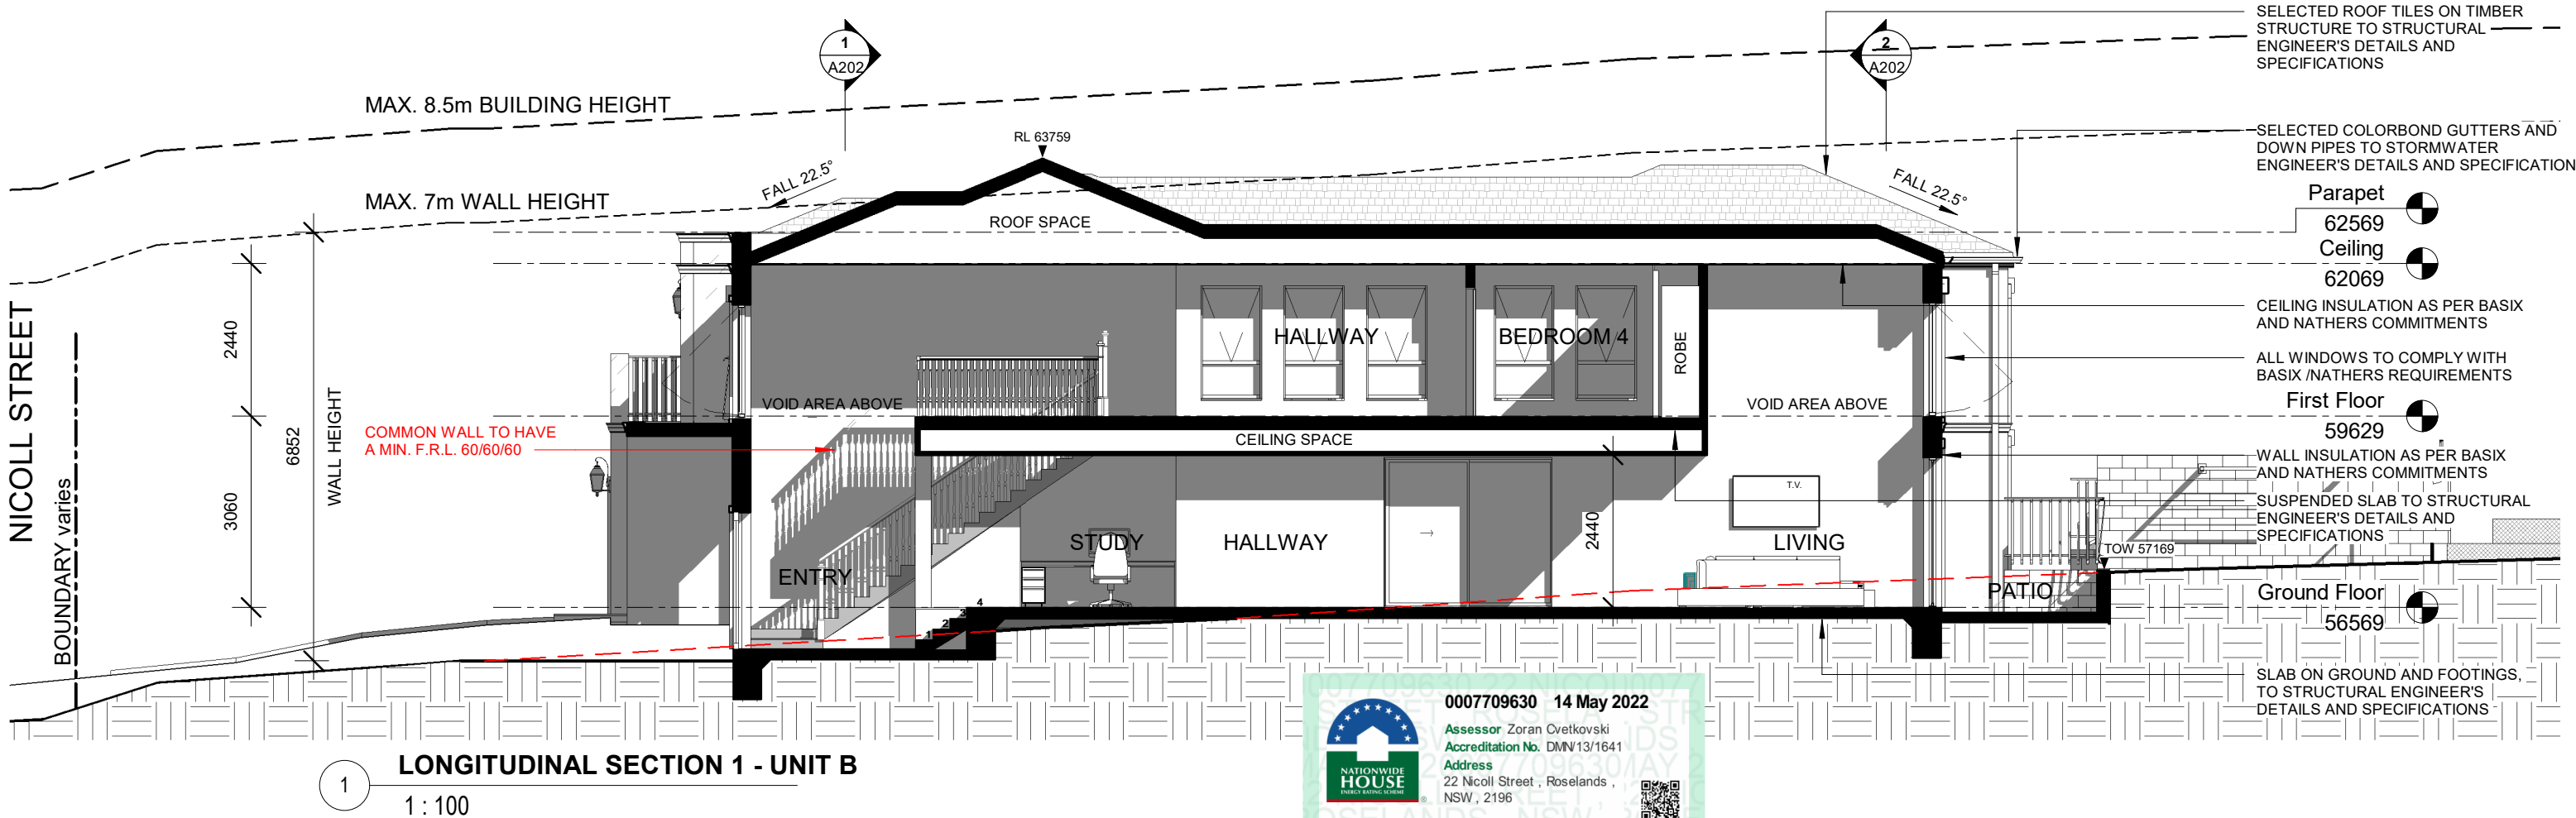 SELECTED ROOF TILES ON TIMBER
STRUCTURE TO STRUCTURAL
ENGINEER'S DETAILS AND
SPECIFICATIONS
1
A202
2
A202
MAX. 8.5m BUILDING HEIGHT
RL 63759
SELECTED COLORBOND GUTTERS AND
DOWN PIPES TO STORMWATER
ENGINEER'S DETAILS AND SPECIFICATION
FALL 22.5°
FALL 22.5°
MAX. 7m WALL HEIGHT
ROOF SPACE
Parapet
62569
Ceiling
62069
CEILING INSULATION AS PER BASIX
AND NATHERS COMMITMENTS
ALL WINDOWS TO COMPLY WITH
BASIX /NATHERS REQUIREMENTS
First Floor
59629
WALL INSULATION AS PER BASIX
AND NATHERS COMMITMENTS
SUSPENDED SLAB TO STRUCTURAL
ENGINEER'S DETAILS AND
SPECIFICATIONS
TOW 57169
Ground Floor
56569
SLAB ON GROUND AND FOOTINGS,
TO STRUCTURAL ENGINEER'S
DETAILS AND SPECIFICATIONS
NICOLL STREET
BOUNDARY varies
2440
3060
6852
WALL HEIGHT
COMMON WALL TO HAVE
A MIN. F.R.L. 60/60/60
HALLWAY
BEDROOM 4
ROBE
VOID AREA ABOVE
VOID AREA ABOVE
CEILING SPACE
T.V.
2440
STUDY
HALLWAY
LIVING
ENTRY
PATIO
1
2
3
4
1
LONGITUDINAL SECTION 1 - UNIT B
1 : 100
NATIONWIDE
HOUSE
ENERGY RATING SCHEME
®
0007709630 14 May 2022
Assessor Zoran Cvetkovski
Accreditation No. DMN/13/1641
Address
22 Nicoll Street , Roselands ,
NSW , 2196